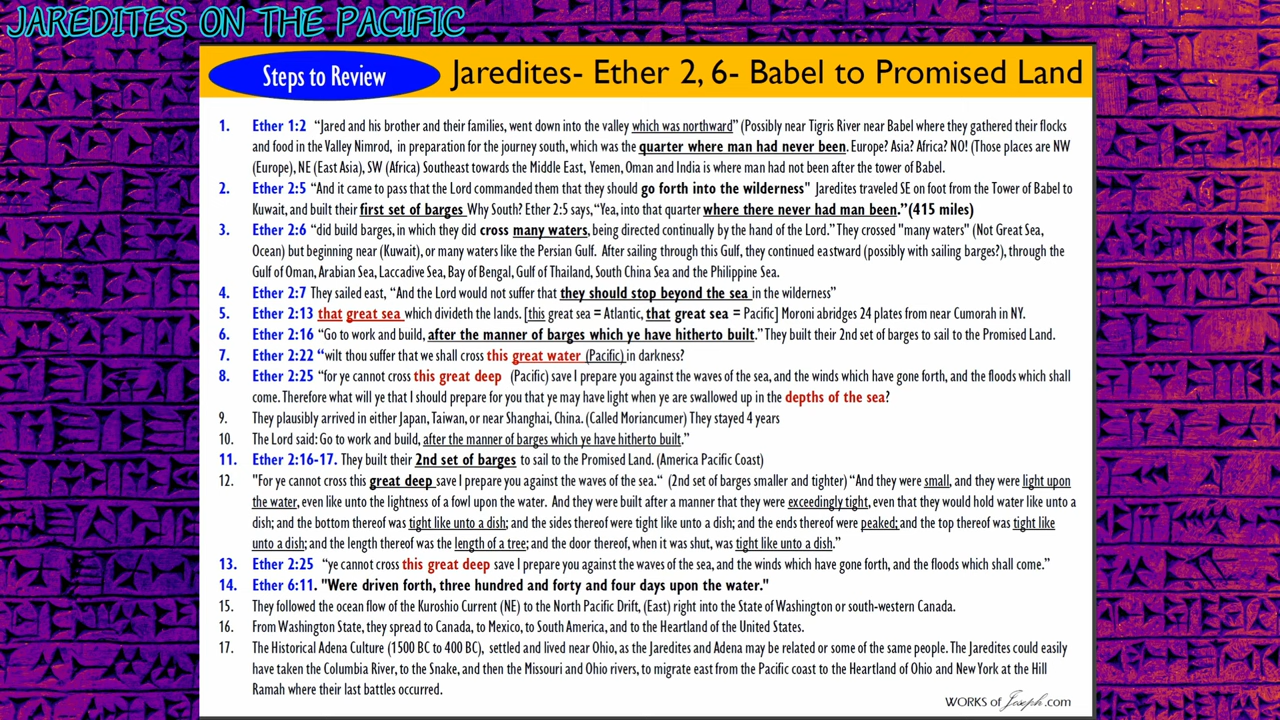 JAREDITES ON THE PACIFIC
Steps to Review
Jaredites- Ether 2, 6- Babel to Promised Land
1. Ether 1:2 “Jared and his brother and their families, went down into the valley which was northward” (Possibly near Tigris River near Babel where they gathered their flocks
and food in the Valley Nimrod, in preparation for the journey south, which was the quarter where man had never been. Europe? Asia? Africa? NO! (Those places are NW
(Europe), NE (East Asia), SW (Africa) Southeast towards the Middle East, Yemen, Oman and India is where man had not been after the tower of Babel.
2. Ether 2:5 “And it came to pass that the Lord commanded them that they should go forth into the wilderness" Jaredites traveled SE on foot from the Tower of Babel to
Kuwait, and built their first set of barges Why South? Ether 2:5 says, “Yea, into that quarter where there never had man been.”(415 miles)
3. Ether 2:6 “did build barges, in which they did cross many waters, being directed continually by the hand of the Lord.” They crossed "many waters" (Not Great Sea,
Ocean) but beginning near (Kuwait), or many waters like the Persian Gulf. After sailing through this Gulf, they continued eastward (possibly with sailing barges?), through the
Gulf of Oman, Arabian Sea, Laccadive Sea, Bay of Bengal, Gulf of Thailand, South China Sea and the Philippine Sea.
4. Ether 2:7 They sailed east, “And the Lord would not suffer that they should stop beyond the sea in the wilderness”
5. Ether 2:13 that great sea which divideth the lands. [this great sea = Atlantic, that great sea = Pacific] Moroni abridges 24 plates from near Cumorah in NY.
6. Ether 2:16 “Go to work and build, after the manner of barges which ye have hitherto built.” They built their 2nd set of barges to sail to the Promised Land.
7. Ether 2:22 “wilt thou suffer that we shall cross this great water (Pacific) in darkness?
8. Ether 2:25 “for ye cannot cross this great deep (Pacific) save I prepare you against the waves of the sea, and the winds which have gone forth, and the floods which shall
come. Therefore what will ye that I should prepare for you that ye may have light when ye are swallowed up in the depths of the sea?
9. They plausibly arrived in either Japan, Taiwan, or near Shanghai, China. (Called Moriancumer) They stayed 4 years
10. The Lord said: Go to work and build, after the manner of barges which ye have hitherto built.”
11. Ether 2:16-17. They built their 2nd set of barges to sail to the Promised Land. (America Pacific Coast)
12. "For ye cannot cross this great deep save I prepare you against the waves of the sea.“ (2nd set of barges smaller and tighter) “And they were small, and they were light upon
the water, even like unto the lightness of a fowl upon the water. And they were built after a manner that they were exceedingly tight, even that they would hold water like unto a
dish; and the bottom thereof was tight like unto a dish; and the sides thereof were tight like unto a dish; and the ends thereof were peaked; and the top thereof was tight like
unto a dish; and the length thereof was the length of a tree; and the door thereof, when it was shut, was tight like unto a dish.”
13. Ether 2:25 “ye cannot cross this great deep save I prepare you against the waves of the sea, and the winds which have gone forth, and the floods which shall come.”
14. Ether 6:11. "Were driven forth, three hundred and forty and four days upon the water."
15. They followed the ocean flow of the Kuroshio Current (NE) to the North Pacific Drift, (East) right into the State of Washington or south-western Canada.
16. From Washington State, they spread to Canada, to Mexico, to South America, and to the Heartland of the United States.
17. The Historical Adena Culture (1500 BC to 400 BC), settled and lived near Ohio, as the Jaredites and Adena may be related or some of the same people. The Jaredites could easily
have taken the Columbia River, to the Snake, and then the Missouri and Ohio rivers, to migrate east from the Pacific coast to the Heartland of Ohio and New York at the Hill
Ramah where their last battles occurred.
WORKS of Joseph.com